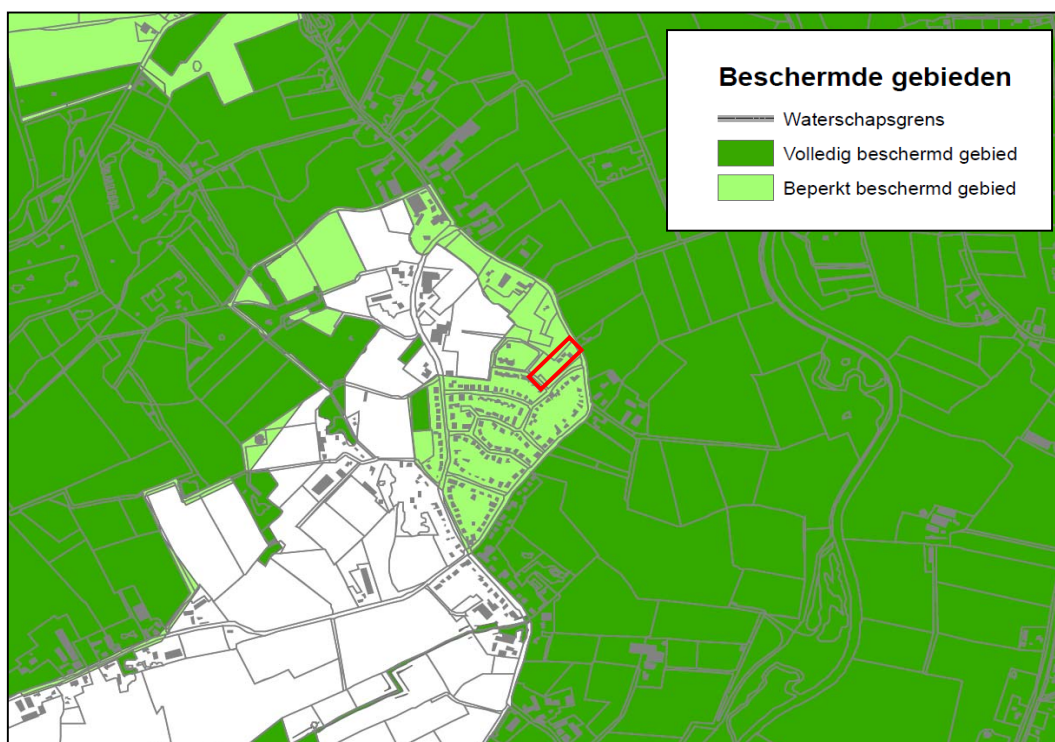 Beschermde gebieden
Waterschapsgrens
Volledig beschermd gebied
Beperkt beschermd gebied